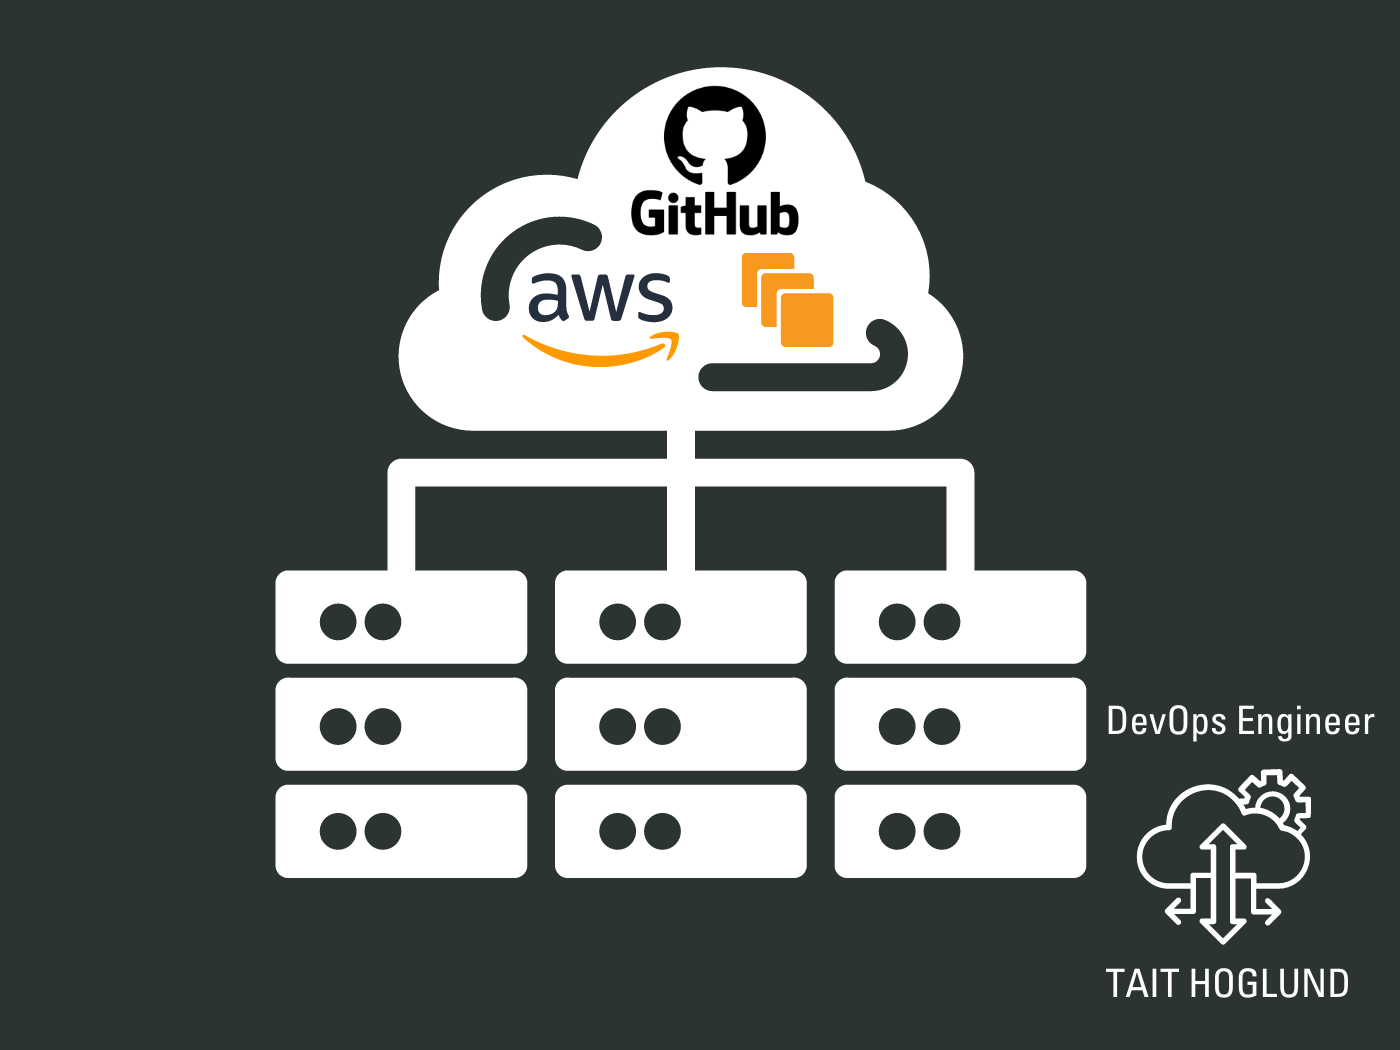 GitHub
aws
DevOps Engineer
TAIT HOGLUND